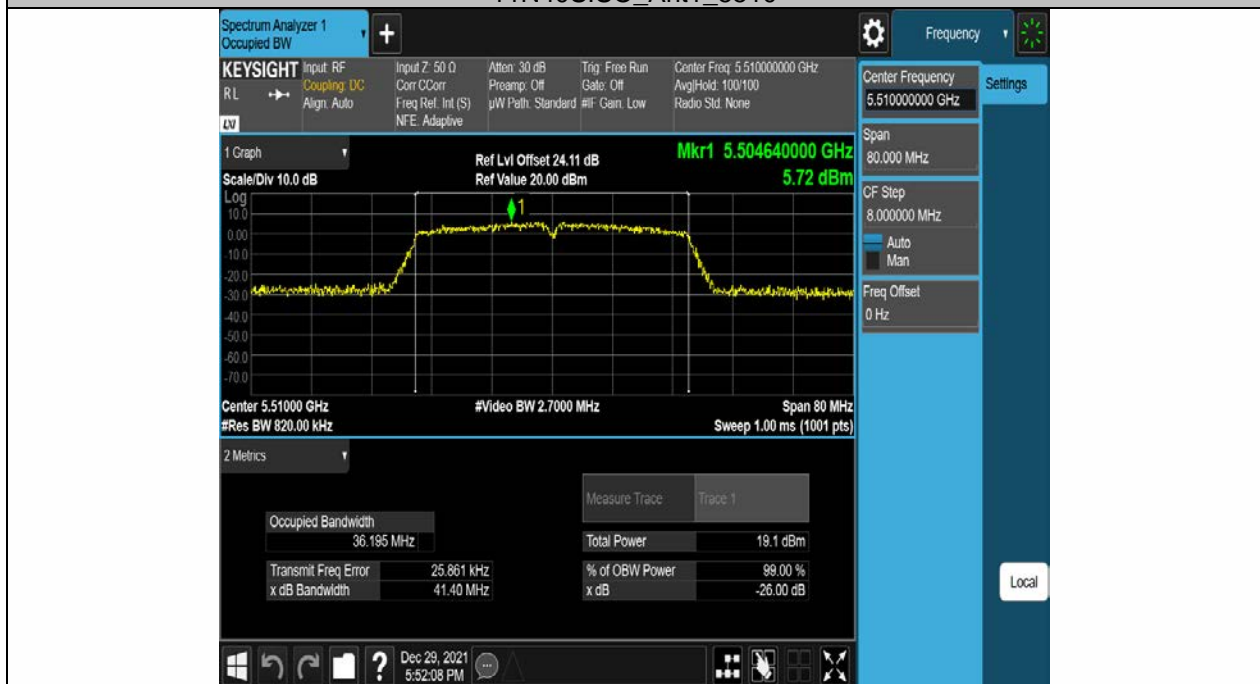 Spectrum Analyzer 1
Occupied BW
+
Frequency
KEYSIGHT
RL
LXI
Input: RF
Coupling: DC
Align: Auto
Input Z: 50 Ω
Corr CCorr
Freq Ref: Int (S)
NFE: Adaptive
Atten: 30 dB
Preamp: Off
µW Path: Standard
Trig: Free Run
Gate: Off
#IF Gain: Low
Center Freq: 5.510000000 GHz
Avg|Hold: 100/100
Radio Std: None
Center Frequency
5.510000000 GHz
Settings
Span
80.000 MHz
CF Step
8.000000 MHz
Auto
Man
Freq Offset
0 Hz
1 Graph
Scale/Div 10.0 dB
Ref Lvl Offset 24.11 dB
Ref Value 20.00 dBm
Mkr1 5.504640000 GHz
5.72 dBm
Log
10.0
0.00
-10.0
-20.0
-30.0
-40.0
-50.0
-60.0
-70.0
1
Center 5.51000 GHz
#Res BW 820.00 kHz
#Video BW 2.7000 MHz
Span 80 MHz
Sweep 1.00 ms (1001 pts)
2 Metrics
Measure Trace Trace 1
Occupied Bandwidth
36.195 MHz
Total Power 19.1 dBm
Transmit Freq Error 25.861 kHz
% of OBW Power 99.00 %
x dB Bandwidth 41.40 MHz
x dB -26.00 dB
Local
?
Dec 29, 2021
5:52:08 PM